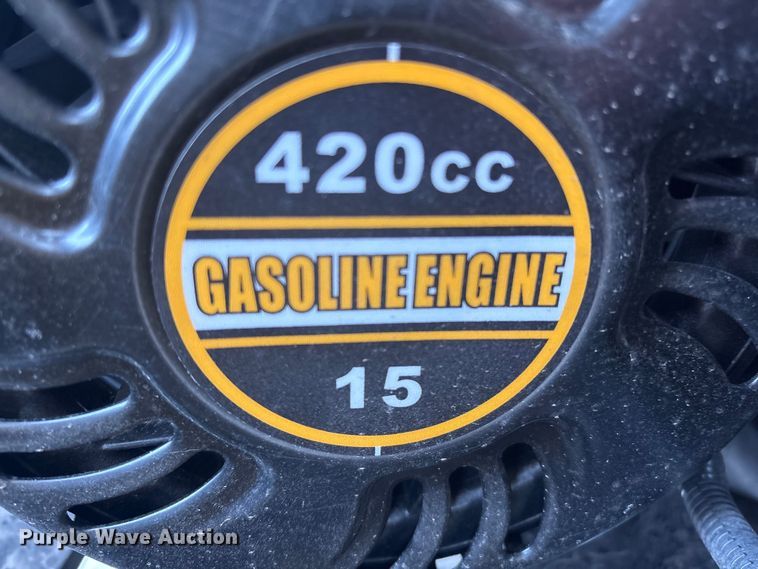 420cc
GASOLINE ENGINE
15
Purple Wave Auction®